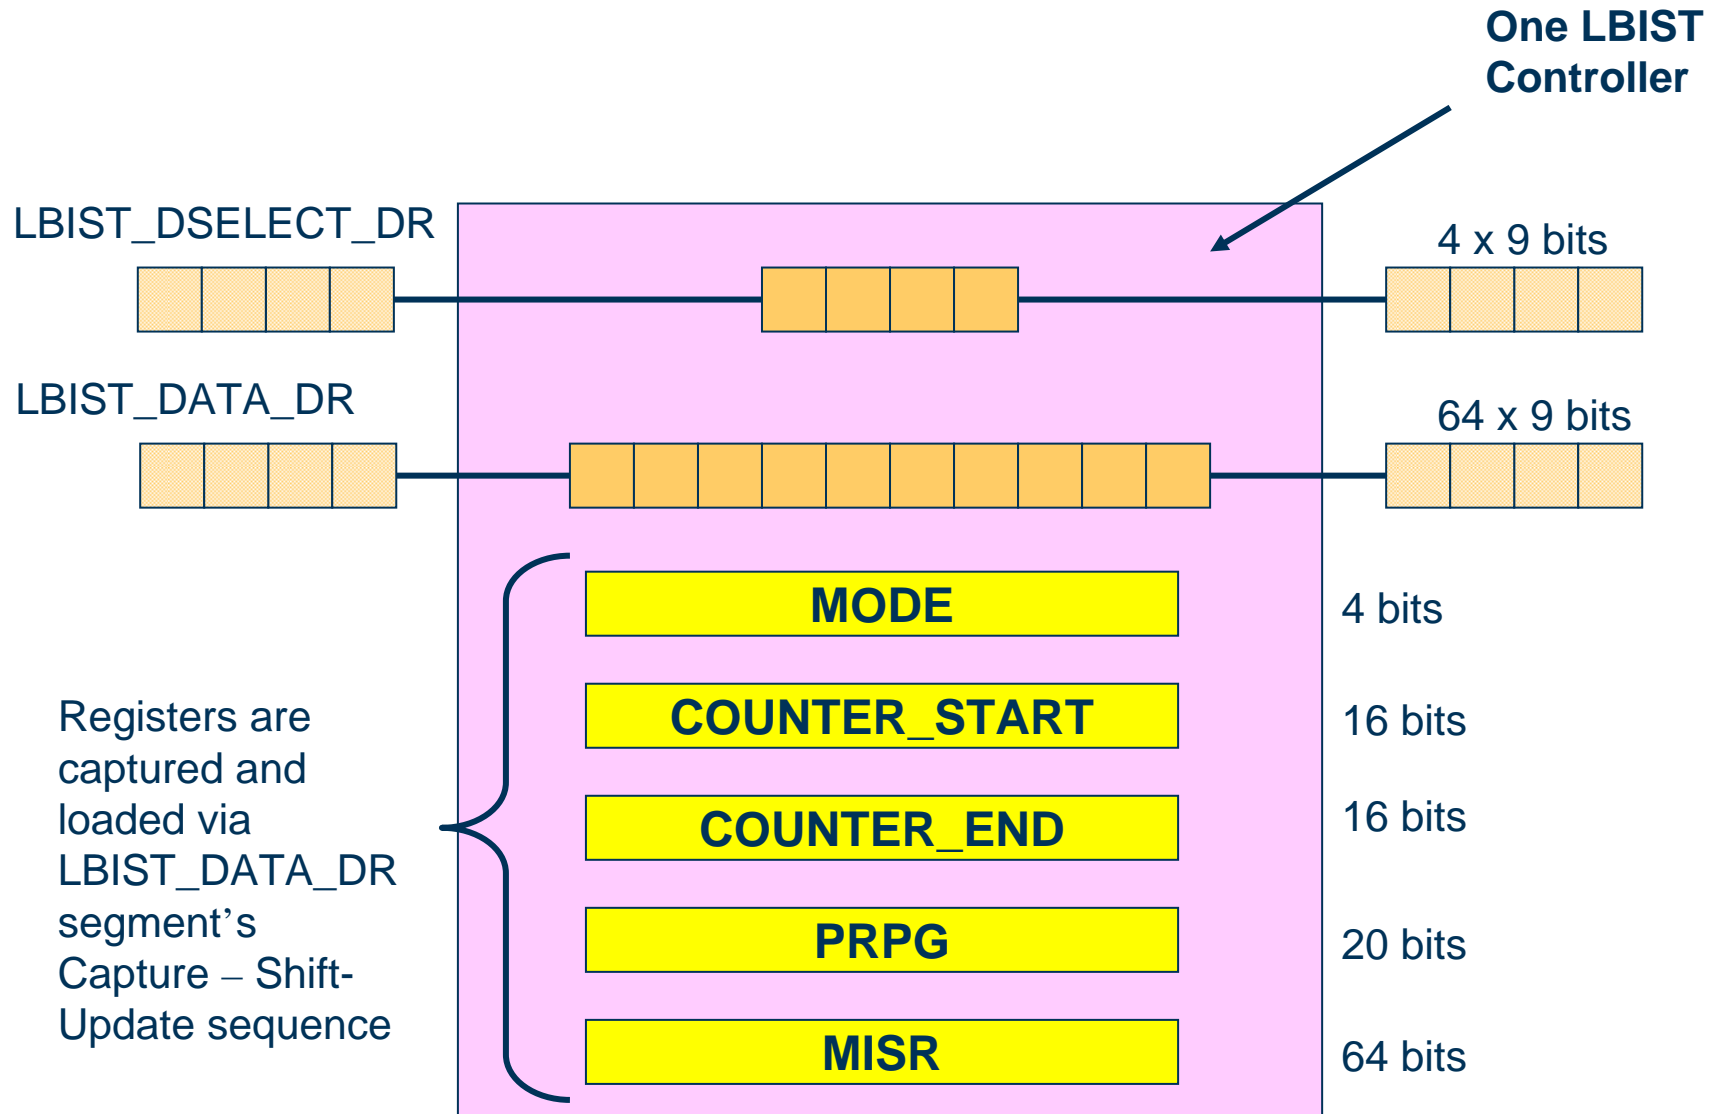 One LBIST
Controller
LBIST_DSELECT_DR
4 x 9 bits
LBIST_DATA_DR
64 x 9 bits
MODE
4 bits
COUNTER_START
16 bits
COUNTER_END
16 bits
PRPG
20 bits
MISR
64 bits
Registers are
captured and
loaded via
LBIST_DATA_DR
segment’s
Capture – Shift-
Update sequence